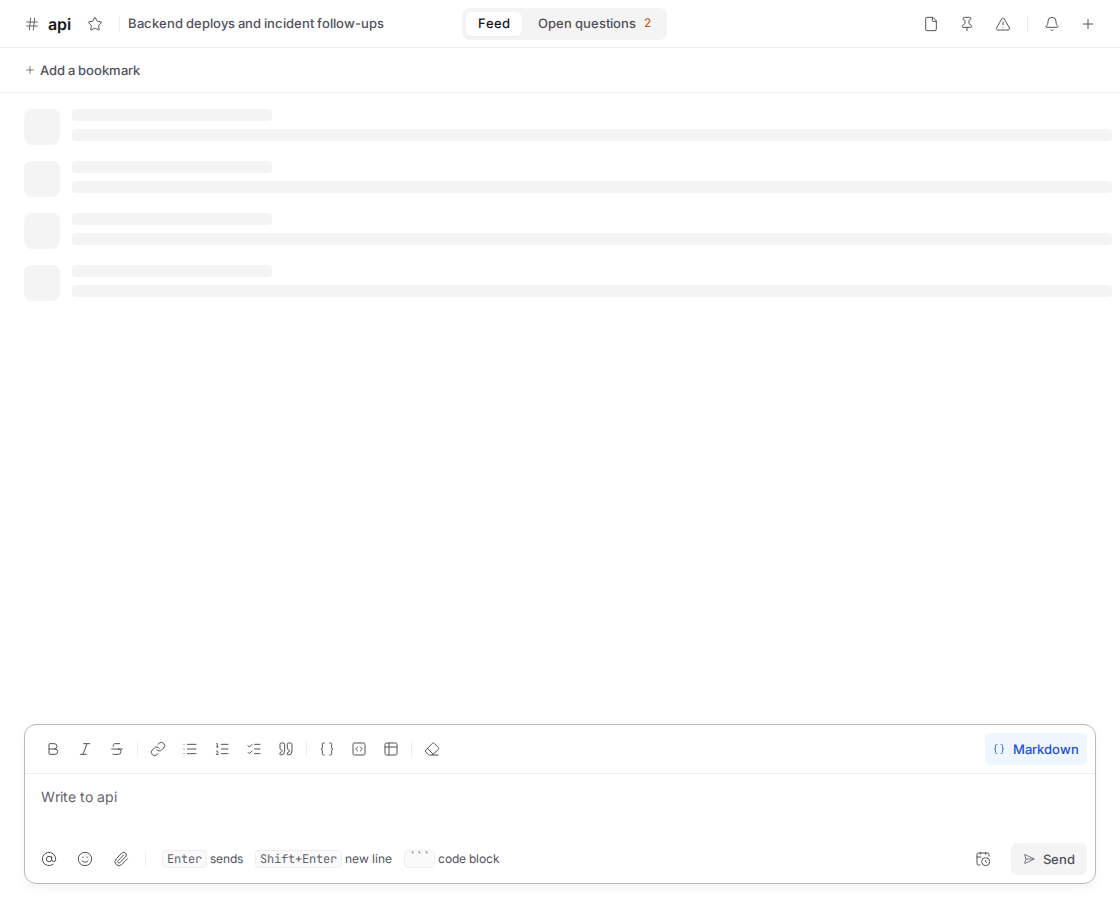 api
Backend deploys and incident follow-ups
Feed
Open questions 2
Add a bookmark
Markdown
Write to api
Enter sends Shift+Enter new line ``` code block
Send